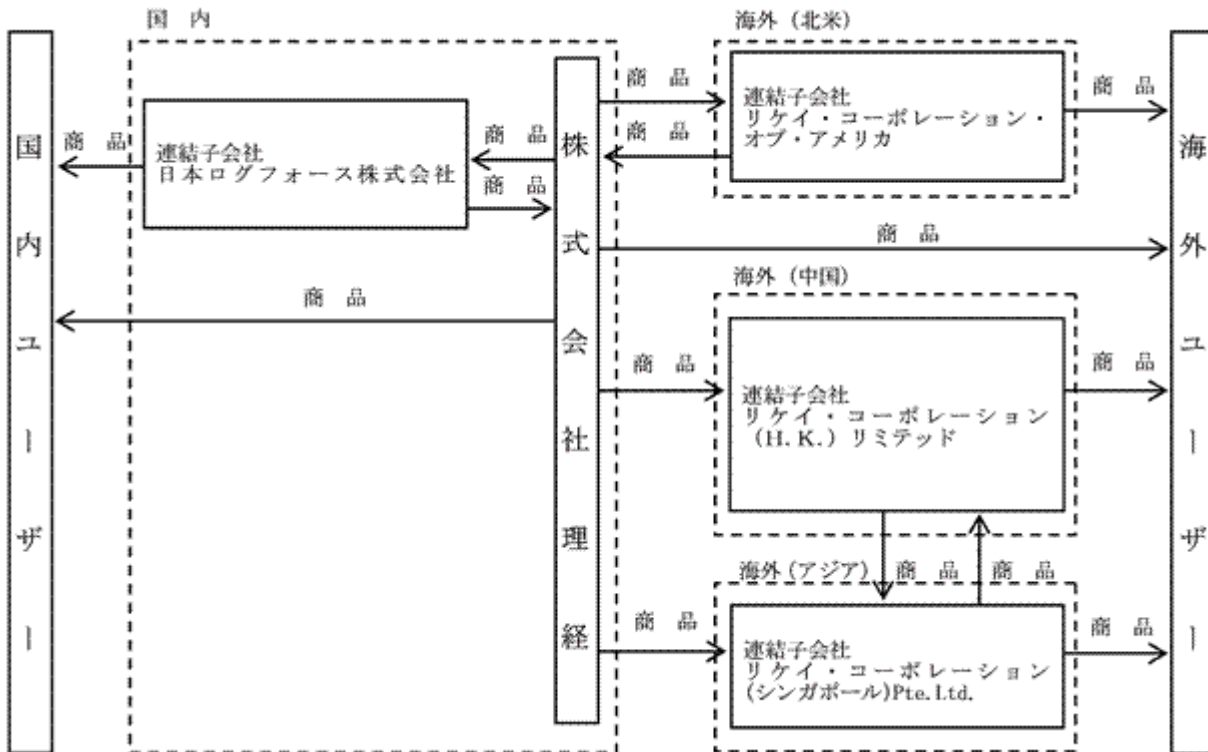 国 内
海外（北米）
国内ユーザー
商 品
連結子会社
日本ログフォース株式会社
商 品
商 品
株式会社理経
商 品
商 品
連結子会社
リケイ・コーポレーション・
オブ・アメリカ
商 品
海外ユーザー
商 品
商 品
海外（中国）
商 品
連結子会社
リケイ・コーポレーション
（H.K.）リミテッド
商 品
海外(アジア)
商 品
商 品
商 品
連結子会社
リケイ・コーポレーション
(シンガポール)Pte.Ltd.
商 品